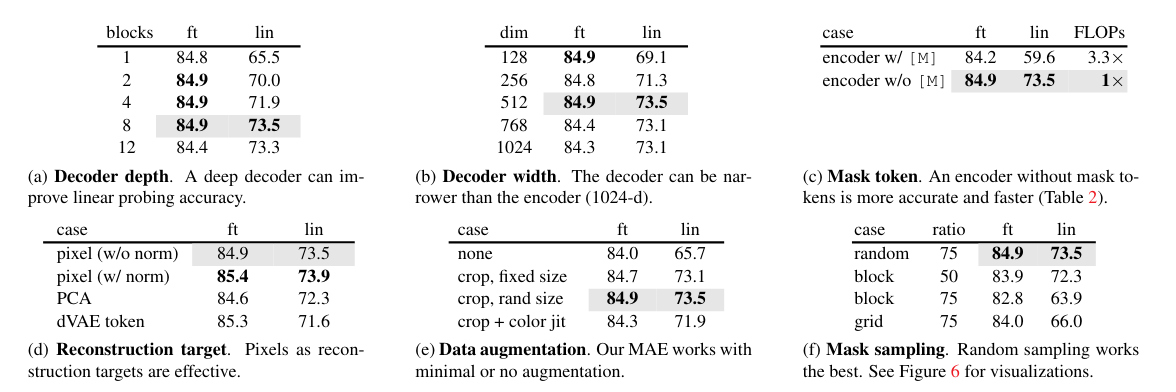 blocks ft lin
1 84.8 65.5
2 84.9 70.0
4 84.9 71.9
8 84.9 73.5
12 84.4 73.3
(a) Decoder depth. A deep decoder can im-
prove linear probing accuracy.
dim ft lin
128 84.9 69.1
256 84.8 71.3
512 84.9 73.5
768 84.4 73.1
1024 84.3 73.1
(b) Decoder width. The decoder can be nar-
rower than the encoder (1024-d).
case ft lin FLOPs
encoder w/ [M] 84.2 59.6 3.3×
encoder w/o [M] 84.9 73.5 1×
(c) Mask token. An encoder without mask to-
kens is more accurate and faster (Table 2).
case ft lin
pixel (w/o norm) 84.9 73.5
pixel (w/ norm) 85.4 73.9
PCA 84.6 72.3
dVAE token 85.3 71.6
(d) Reconstruction target. Pixels as recon-
struction targets are effective.
case ft lin
none 84.0 65.7
crop, fixed size 84.7 73.1
crop, rand size 84.9 73.5
crop + color jit 84.3 71.9
(e) Data augmentation. Our MAE works with
minimal or no augmentation.
case ratio ft lin
random 75 84.9 73.5
block 50 83.9 72.3
block 75 82.8 63.9
grid 75 84.0 66.0
(f) Mask sampling. Random sampling works
the best. See Figure 6 for visualizations.